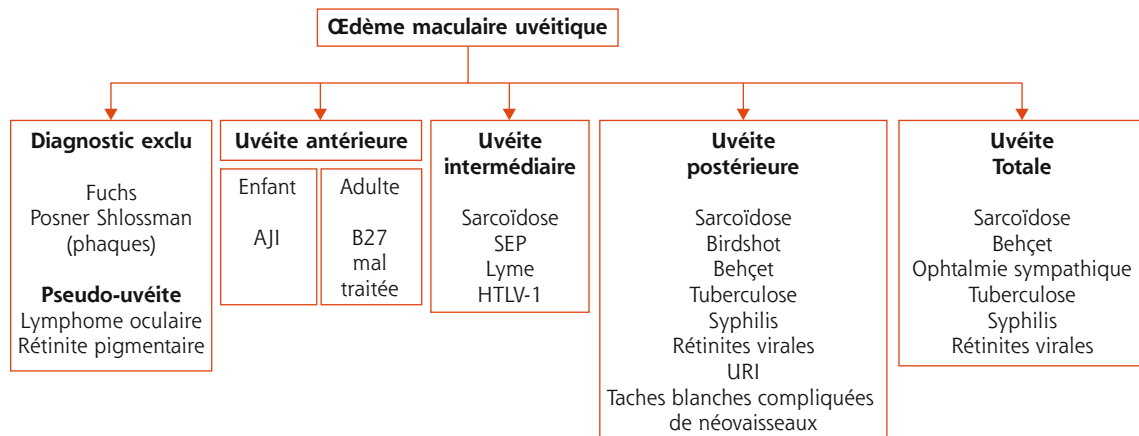 Œdème maculaire uvéitique
Diagnostic exclu
Fuchs
Posner Shlossman
(phaques)
Pseudo-uvéite
Lymphome oculaire
Rétinite pigmentaire
Uvéite antérieure
Enfant
AJI
Adulte
B27
mal
traitée
Uvéite
intermédiaire
Sarcoïdose
SEP
Lyme
HTLV-1
Uvéite
postérieure
Sarcoïdose
Birdshot
Behçet
Tuberculose
Syphilis
Rétinites virales
URI
Taches blanches compliquées
de néovaisseaux
Uvéite
Totale
Sarcoïdose
Behçet
Ophtalmie sympathique
Tuberculose
Syphilis
Rétinites virales